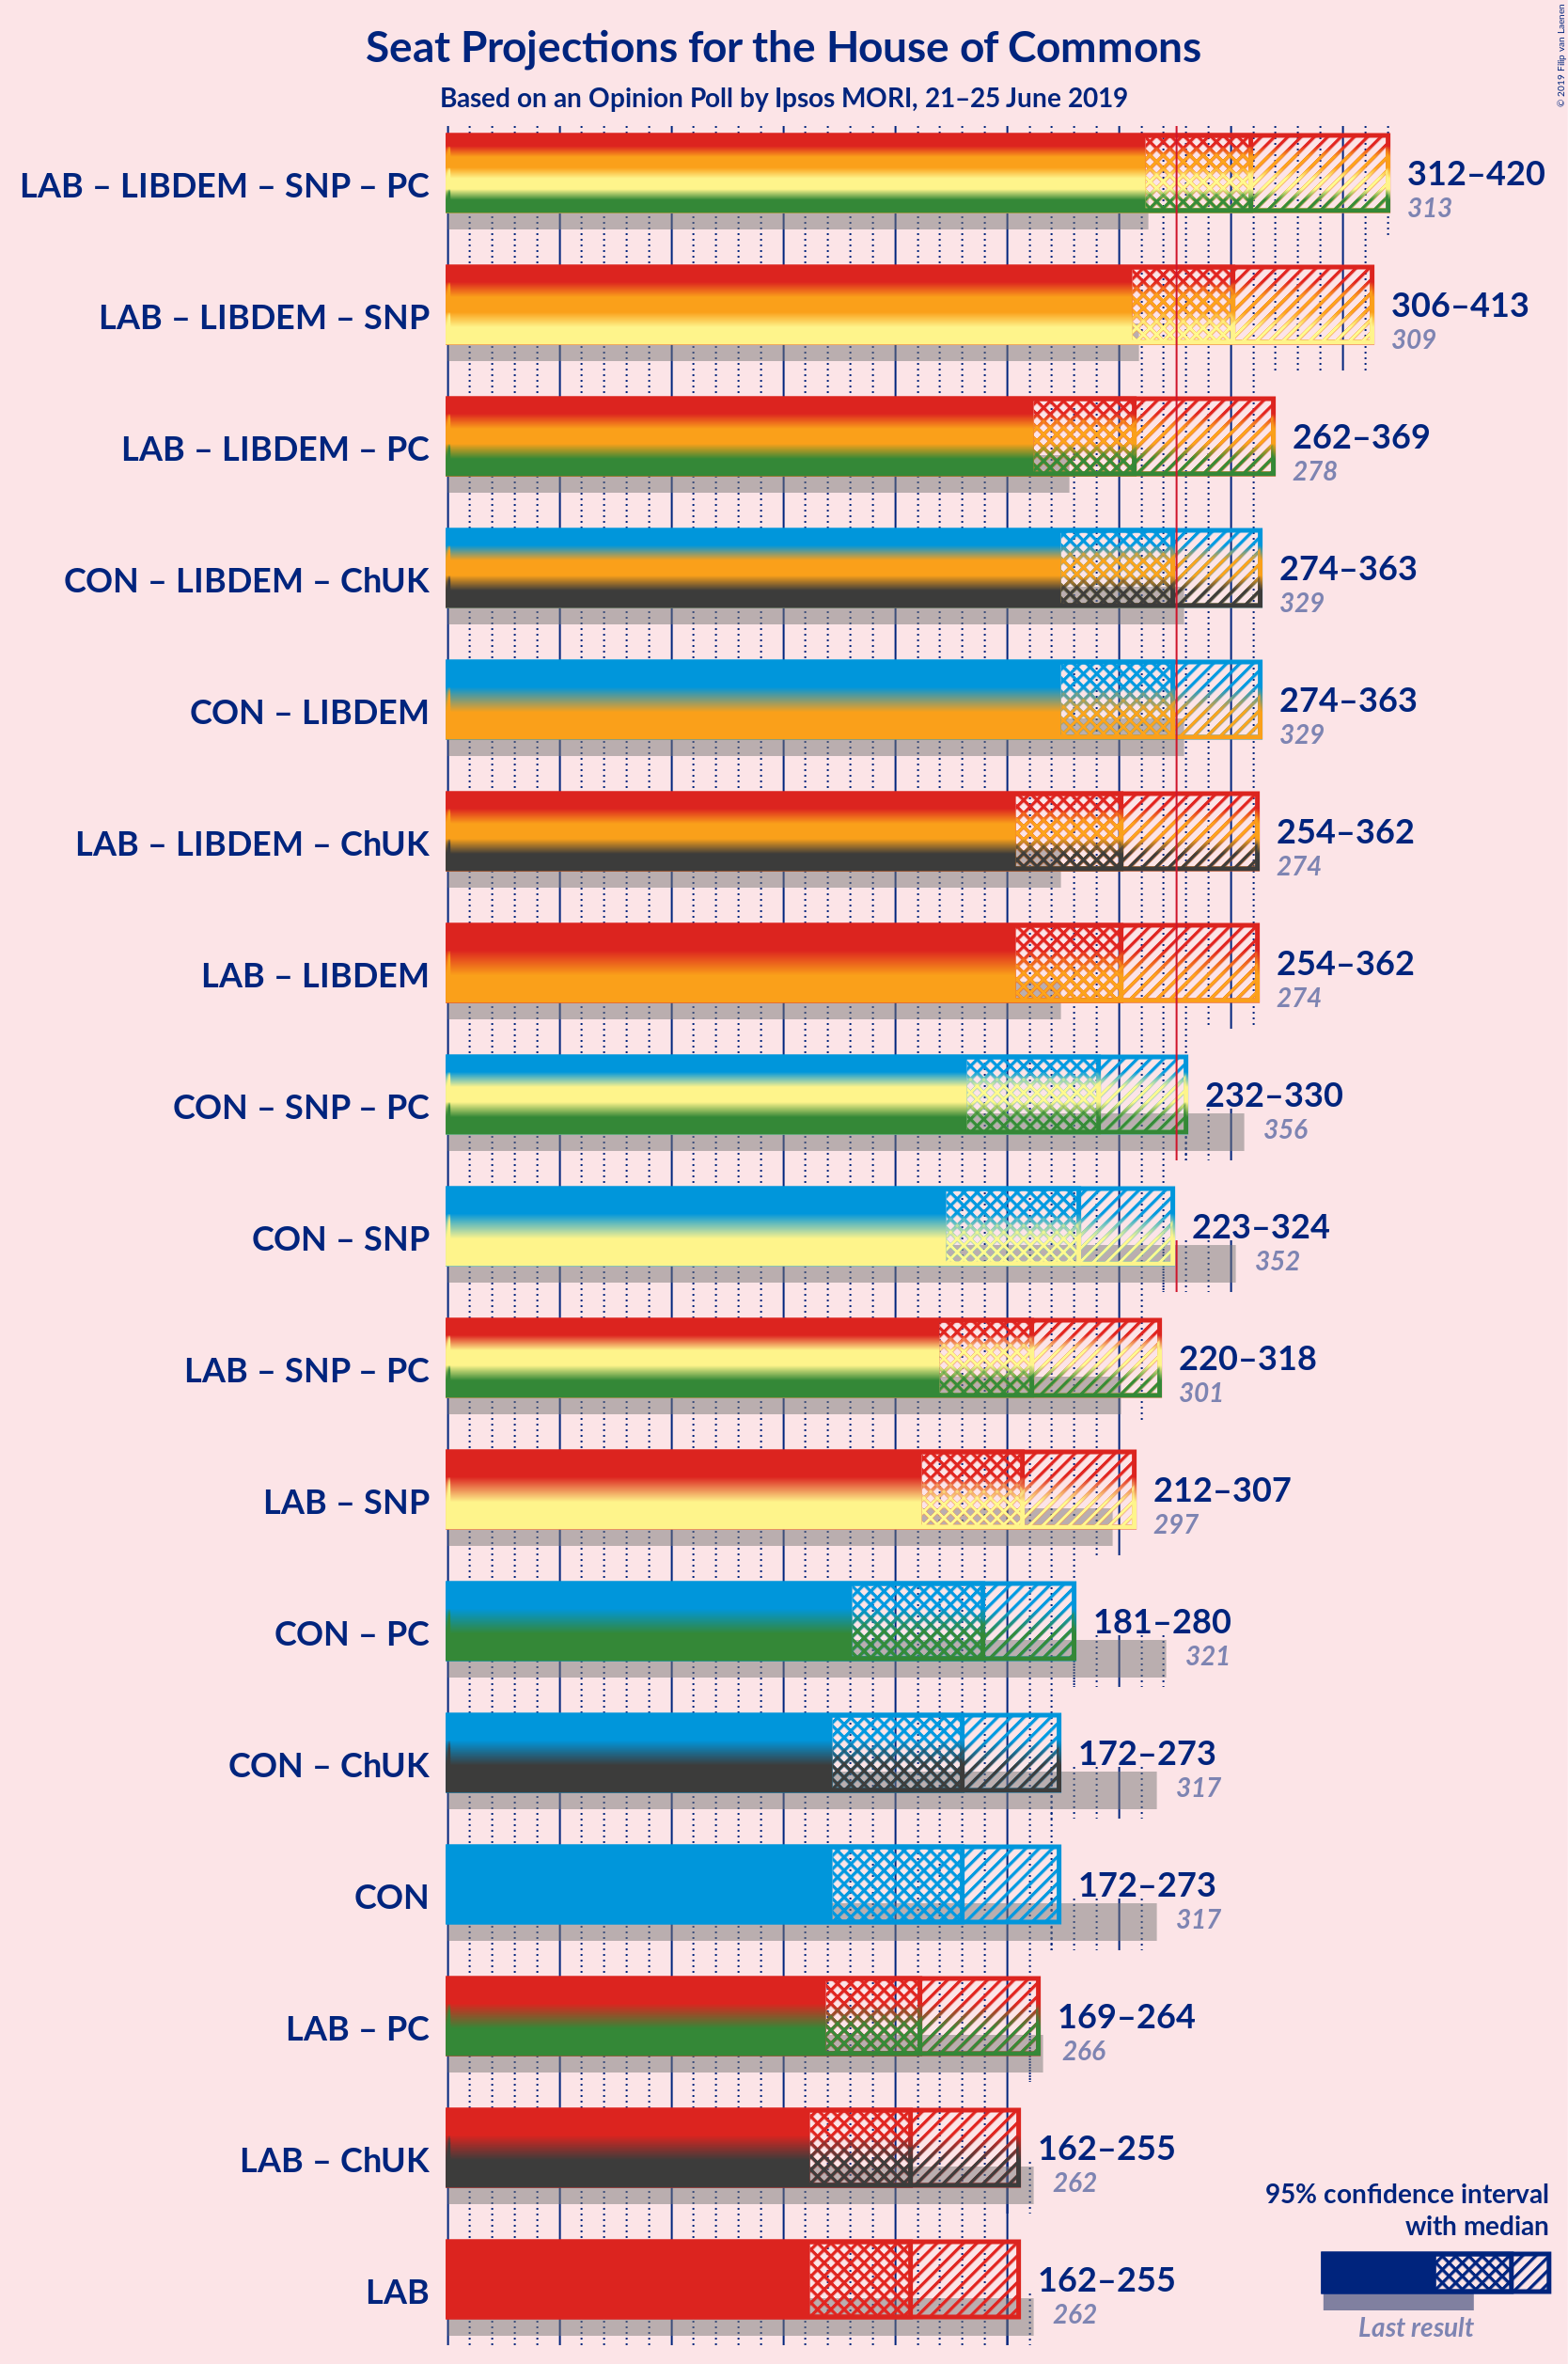 Seat Projections for the House of Commons
Based on an Opinion Poll by Ipsos MORI, 21–25 June 2019
© 2019 Filip van Laenen
LAB – LIBDEM – SNP – PC
312–420
313
LAB – LIBDEM – SNP
306–413
309
LAB – LIBDEM – PC
262–369
278
CON – LIBDEM – ChUK
274–363
329
CON – LIBDEM
274–363
329
LAB – LIBDEM – ChUK
254–362
274
LAB – LIBDEM
254–362
274
CON – SNP – PC
232–330
356
CON – SNP
223–324
352
LAB – SNP – PC
220–318
301
LAB – SNP
212–307
297
CON – PC
181–280
321
CON – ChUK
172–273
317
CON
172–273
317
LAB – PC
169–264
266
LAB – ChUK
162–255
262
LAB
162–255
262
95% confidence interval
with median
Last result